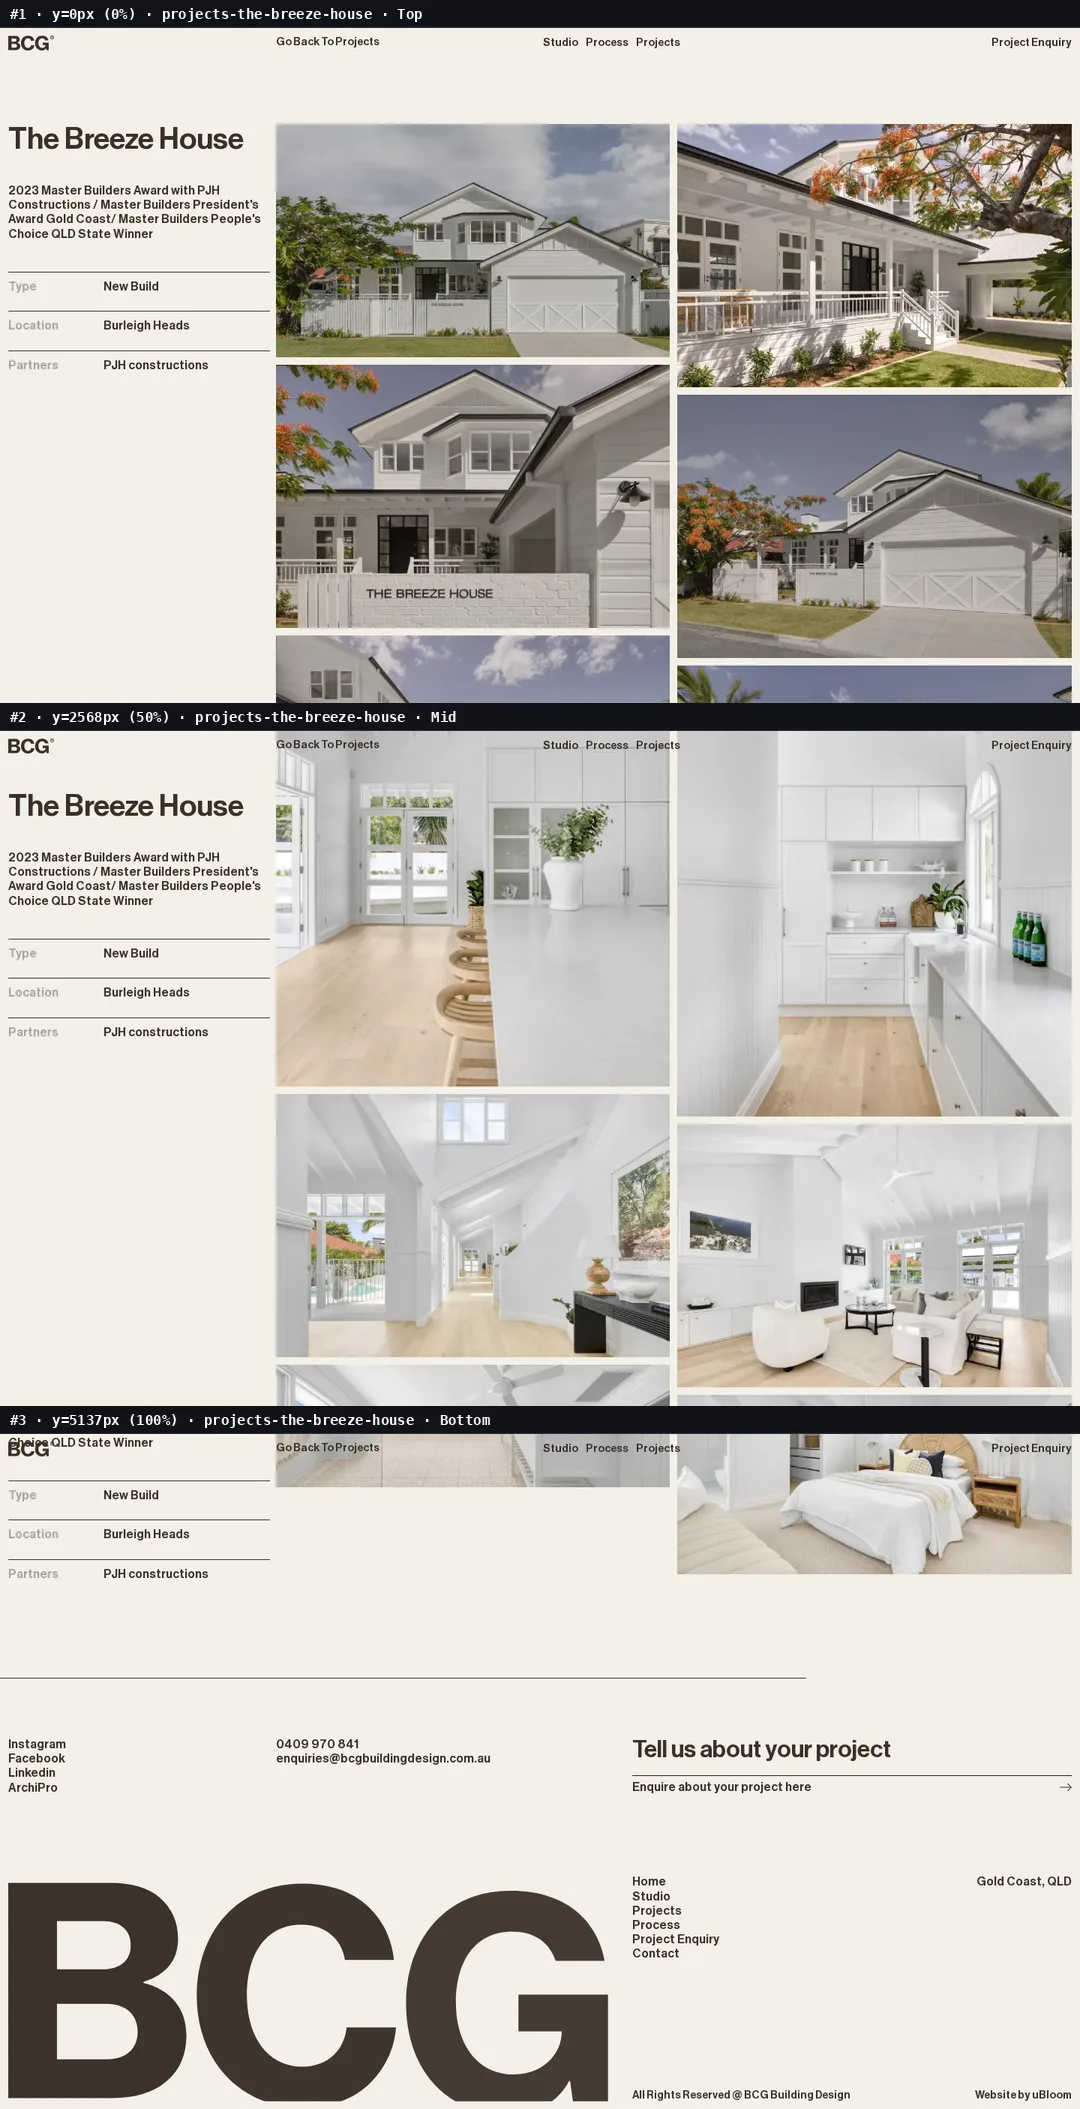 #1 · y=0px (0%) · projects-the-breeze-house · Top
BCG®
Go Back To Projects
Studio Process Projects
Project Enquiry
The Breeze House
2023 Master Builders Award with PJH
Constructions / Master Builders President's
Award Gold Coast/ Master Builders People's
Choice QLD State Winner
Type New Build
Location Burleigh Heads
Partners PJH constructions
THE BREEZE HOUSE
THE BREEZE HOUSE
THE BREEZE HOUSE
#2 · y=2568px (50%) · projects-the-breeze-house · Mid
BCG®
Go Back To Projects
Studio Process Projects
Project Enquiry
The Breeze House
2023 Master Builders Award with PJH
Constructions / Master Builders President's
Award Gold Coast/ Master Builders People's
Choice QLD State Winner
Type New Build
Location Burleigh Heads
Partners PJH constructions
#3 · y=5137px (100%) · projects-the-breeze-house · Bottom
Choice QLD State Winner
BCG
Go Back To Projects
Studio Process Projects
Project Enquiry
Type New Build
Location Burleigh Heads
Partners PJH constructions
Instagram
Facebook
Linkedin
ArchiPro
0409 970 841
enquiries@bcgbuildingdesign.com.au
Tell us about your project
Enquire about your project here →
Home
Studio
Projects
Process
Project Enquiry
Contact
Gold Coast, QLD
BCG
All Rights Reserved @ BCG Building Design
Website by uBloom